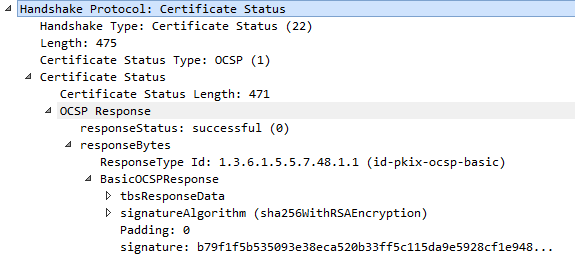 Handshake Protocol: Certificate Status
Handshake Type: Certificate Status (22)
Length: 475
Certificate Status Type: OCSP (1)
Certificate Status
Certificate Status Length: 471
OCSP Response
responseStatus: successful (0)
responseBytes
ResponseType Id: 1.3.6.1.5.5.7.48.1.1 (id-pkix-ocsp-basic)
BasicOCSPResponse
tbsResponseData
signatureAlgorithm (sha256WithRSAEncryption)
Padding: 0
signature: b79f1f5b535093e38eca520b33ff5c115da9e5928cf1e948...